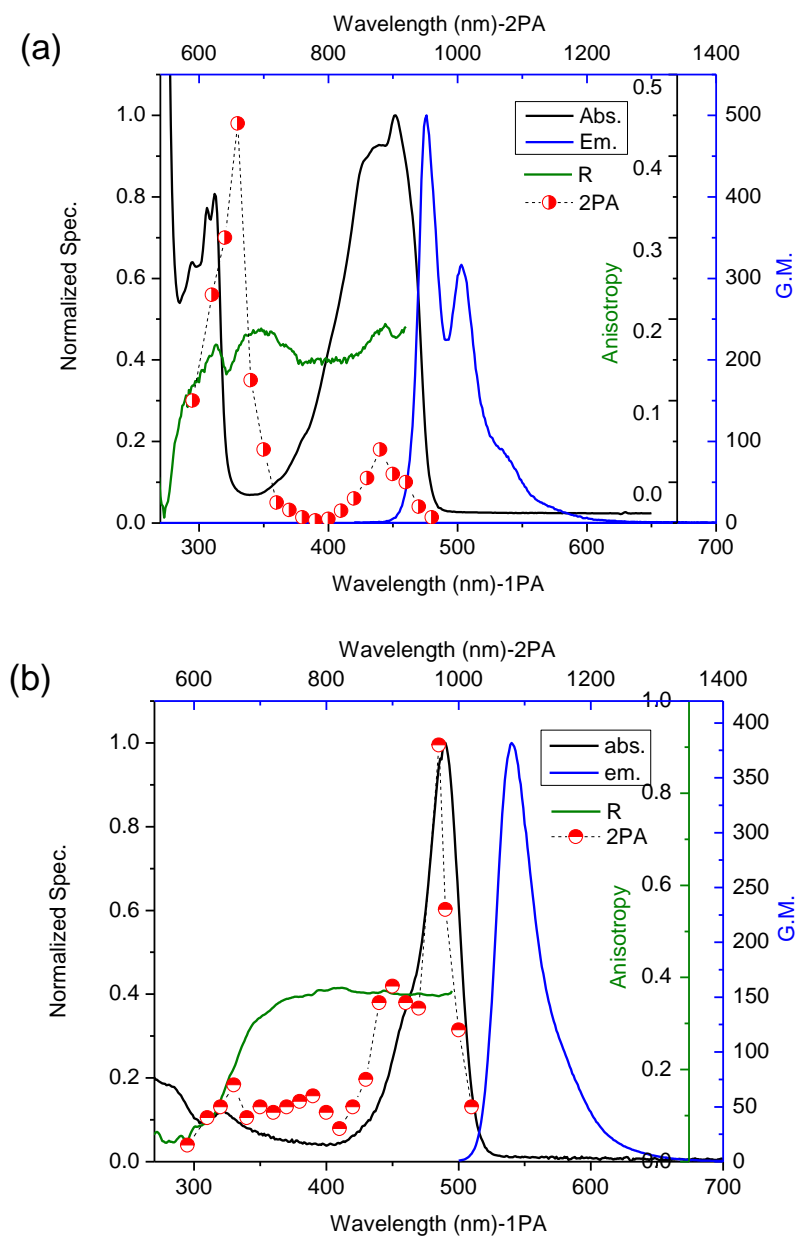 (a)
Wavelength (nm)-2PA
600 800 1000 1200 1400
Normalized Spec.
1.0
0.8
0.6
0.4
0.2
0.0
Abs.
Em.
R
2PA
Anisotropy
0.5
0.4
0.3
0.2
0.1
0.0
G.M.
500
400
300
200
100
0
300 400 500 600 700
Wavelength (nm)-1PA
(b)
Wavelength (nm)-2PA
600 800 1000 1200 1400
Normalized Spec.
1.0
0.8
0.6
0.4
0.2
0.0
abs.
em.
R
2PA
Anisotropy
1.0
0.8
0.6
0.4
0.2
0.0
G.M.
400
350
300
250
200
150
100
50
0
300 400 500 600 700
Wavelength (nm)-1PA